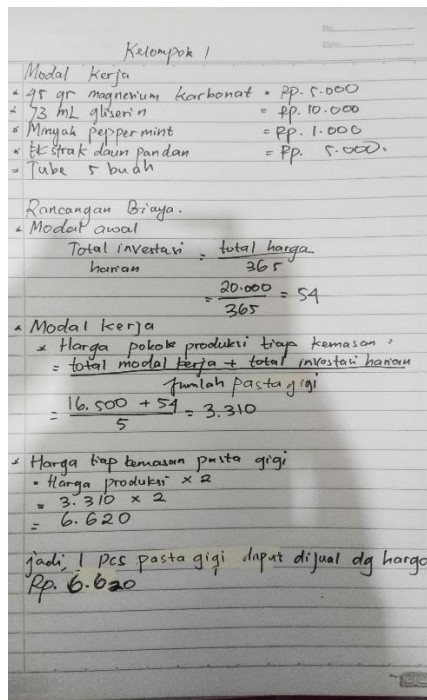 No.
Date:
Kelompok 1
Modal Kerja
* 45 gr magnesium karbonat = Rp. 5.000
* 73 mL gliserin = Rp. 10.000
* Minyak peppermint = Rp. 1.000
* Ekstrak daun pandan = Rp. 5.000.
- Tube 5 buah
Rancangan Biaya.
* Modal awal
Total investasi harian = total harga / 365
= 20.000 / 365 = 54
* Modal kerja
* Harga pokok produksi tiap kemasan :
= total modal kerja + total investasi harian / Jumlah pasta gigi
= 16.500 + 54 / 5 = 3.310
* Harga tiap kemasan pasta gigi
= Harga produksi × 2
= 3.310 × 2
= 6.620
jadi, 1 pcs pasta gigi dapat dijual dg harga
Rp. 6.620